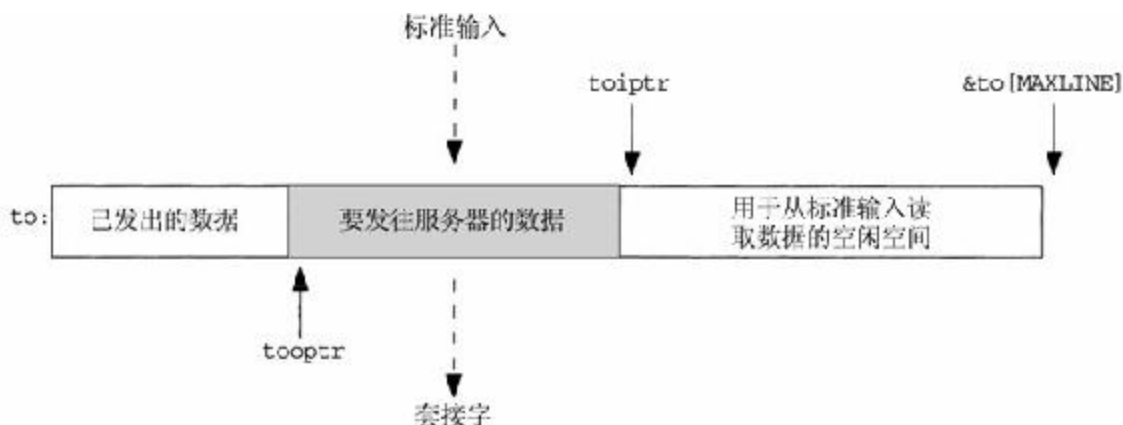 标准输入
toiptr
&to[MAXLINE]
to:
已发出的数据
要发往服务器的数据
用于从标准输入读
取数据的空闲空间
tooptr
套接字